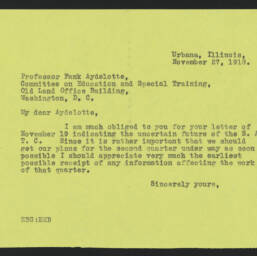 Urbana, Illinois,
November 27, 1918.
Professor Fank Aydelotte,
Committee on Education and Special Training,
Old Land Office Building,
Washington, D. C.
My dear Aydelotte,
I am much obliged to you for your letter of
November 19 indicating the uncertain future of the S. A.
T. C. Since it is rather important that we should
get our plans for the second quarter under way as soon
possible I should appreciate very much the earliest
possible receipt of any information affecting the work
of that quarter.
Sincerely yours,